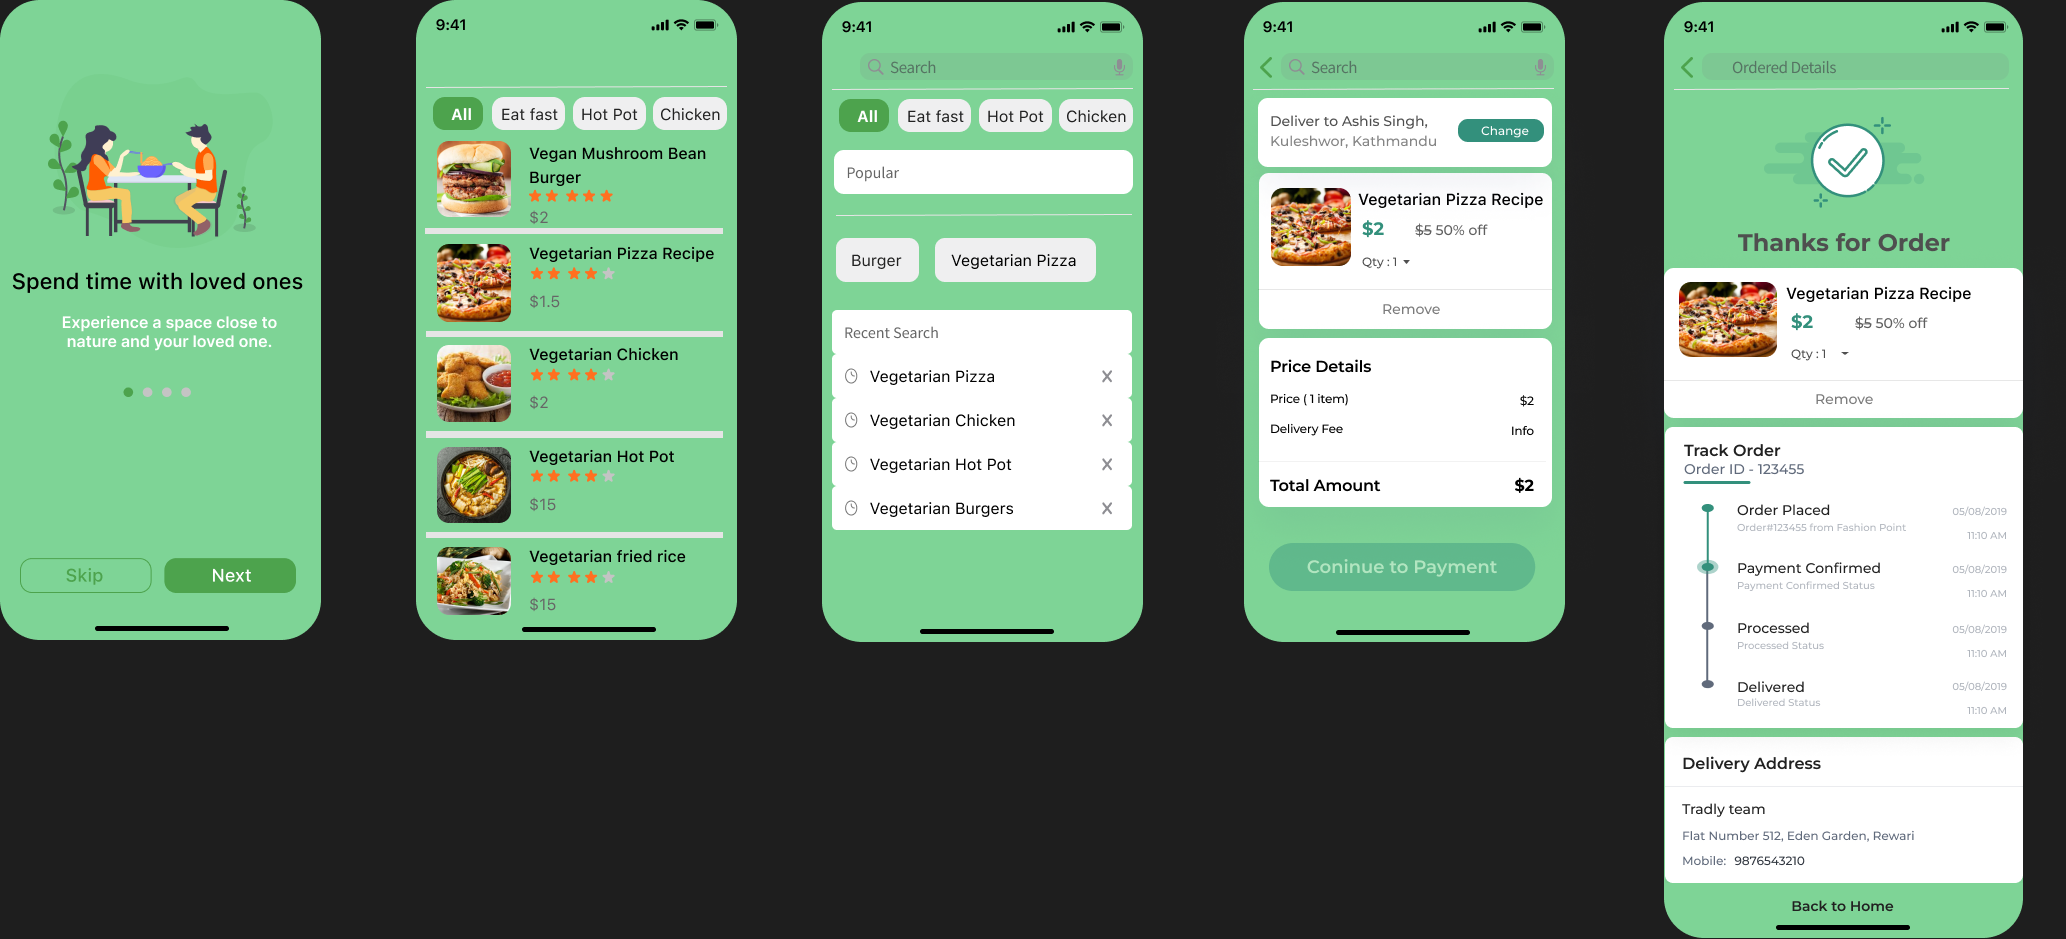 Spend time with loved ones
Experience a space close to
nature and your loved one.
Skip
Next
9:41
All
Eat fast
Hot Pot
Chicken
Vegan Mushroom Bean
Burger
$2
Vegetarian Pizza Recipe
$1.5
Vegetarian Chicken
$2
Vegetarian Hot Pot
$15
Vegetarian fried rice
$15
9:41
Search
All
Eat fast
Hot Pot
Chicken
Popular
Burger
Vegetarian Pizza
Recent Search
Vegetarian Pizza
Vegetarian Chicken
Vegetarian Hot Pot
Vegetarian Burgers
9:41
Search
Deliver to Ashis Singh,
Kuleshwor, Kathmandu
Change
Vegetarian Pizza Recipe
$2 $5 50% off
Qty : 1
Remove
Price Details
Price ( 1 item) $2
Delivery Fee Info
Total Amount $2
Coninue to Payment
9:41
Ordered Details
Thanks for Order
Vegetarian Pizza Recipe
$2 $5 50% off
Qty : 1
Remove
Track Order
Order ID - 123455
Order Placed 05/08/2019
Order#123455 from Fashion Point
11:10 AM
Payment Confirmed 05/08/2019
Payment Confirmed Status
11:10 AM
Processed 05/08/2019
Processed Status
11:10 AM
Delivered 05/08/2019
Delivered Status
11:10 AM
Delivery Address
Tradly team
Flat Number 512, Eden Garden, Rewari
Mobile: 9876543210
Back to Home